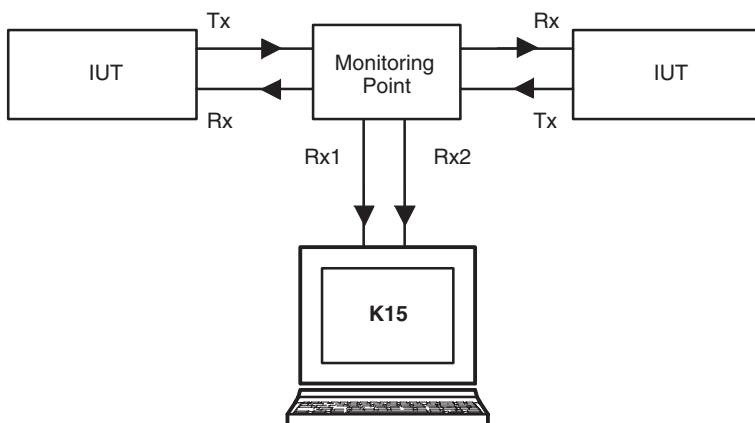 Tx
Rx
IUT
Monitoring
Point
IUT
Rx
Tx
Rx1
Rx2
K15